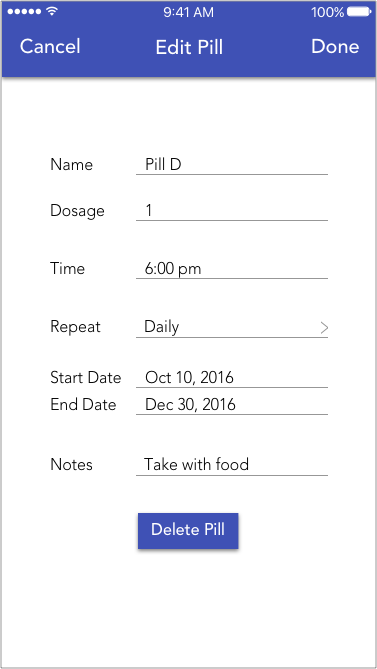 9:41 AM 100%
Cancel Edit Pill Done
Name Pill D
Dosage 1
Time 6:00 pm
Repeat Daily
Start Date Oct 10, 2016
End Date Dec 30, 2016
Notes Take with food
Delete Pill